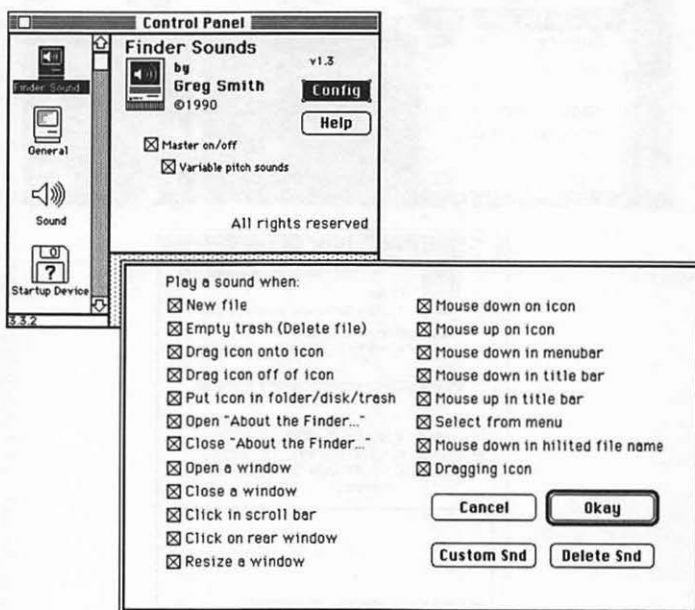 Control Panel
Finder Sound
General
Sound
Startup Device
3.3.2
Finder Sounds
by
Greg Smith
©1990
v1.3
Config
Help
Master on/off
Variable pitch sounds
All rights reserved
Play a sound when:
New file
Empty trash (Delete file)
Drag icon onto icon
Drag icon off of icon
Put icon in folder/disk/trash
Open "About the Finder..."
Close "About the Finder..."
Open a window
Close a window
Click in scroll bar
Click on rear window
Resize a window
Mouse down on icon
Mouse up on icon
Mouse down in menubar
Mouse down in title bar
Mouse up in title bar
Select from menu
Mouse down in hilited file name
Dragging icon
Cancel
Okay
Custom Snd
Delete Snd